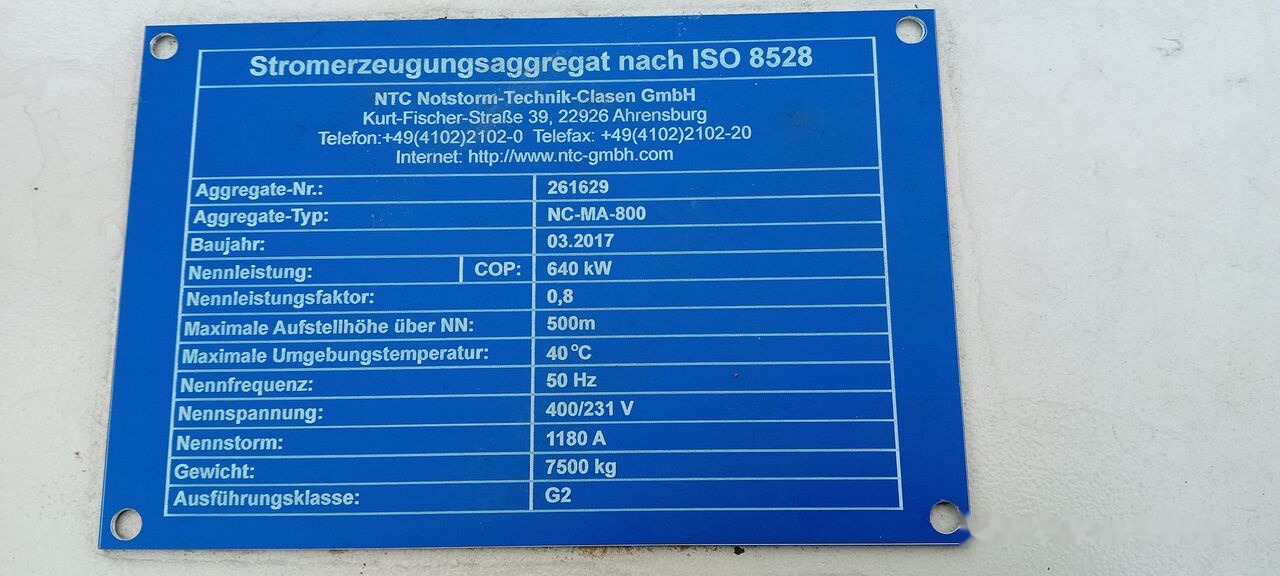 Stromerzeugungsaggregat nach ISO 8528
NTC Notstorm-Technik-Clasen GmbH
Kurt-Fischer-Straße 39, 22926 Ahrensburg
Telefon:+49(4102)2102-0 Telefax: +49(4102)2102-20
Internet: http://www.ntc-gmbh.com
Aggregate-Nr.: 261629
Aggregate-Typ: NC-MA-800
Baujahr: 03.2017
Nennleistung: COP: 640 kW
Nennleistungsfaktor: 0,8
Maximale Aufstellhöhe über NN: 500m
Maximale Umgebungstemperatur: 40 °C
Nennfrequenz: 50 Hz
Nennspannung: 400/231 V
Nennstorm: 1180 A
Gewicht: 7500 kg
Ausführungsklasse: G2